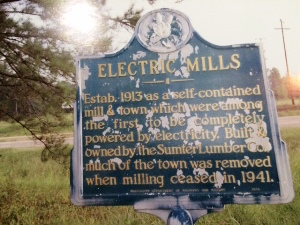 ELECTRIC MILLS
Estab. 1913 as a self-contained
mill & town, which were among
the first to be completely
powered by electricity. Built &
owned by the Sumter Lumber Co.
much of the town was removed
when milling ceased in 1941.